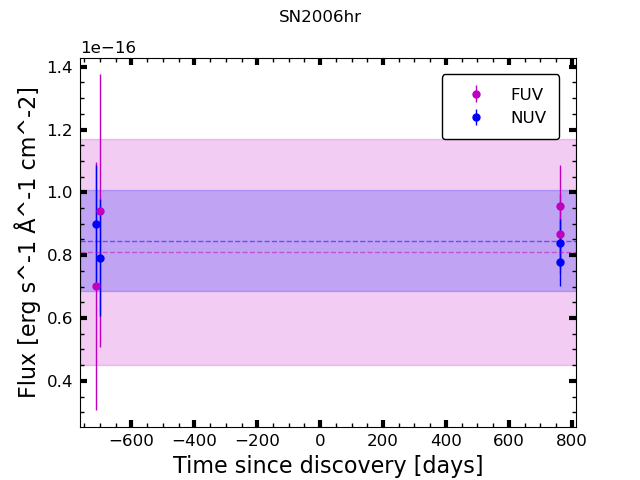 SN2006hr
1e−16
1.4
1.2
1.0
0.8
0.6
0.4
Flux [erg s^-1 Å^-1 cm^-2]
FUV
NUV
−600 −400 −200 0 200 400 600 800
Time since discovery [days]